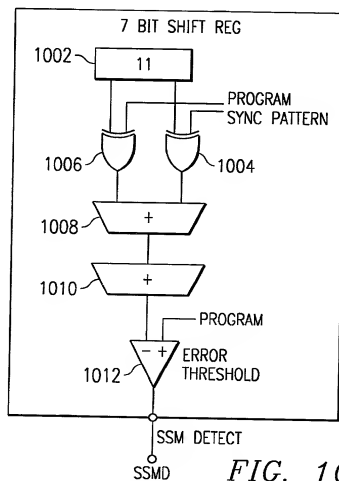 7 BIT SHIFT REG
1002
11
PROGRAM
SYNC PATTERN
1006
1004
1008
+
1010
+
PROGRAM
- +
1012
ERROR
THRESHOLD
SSM DETECT
SSMD